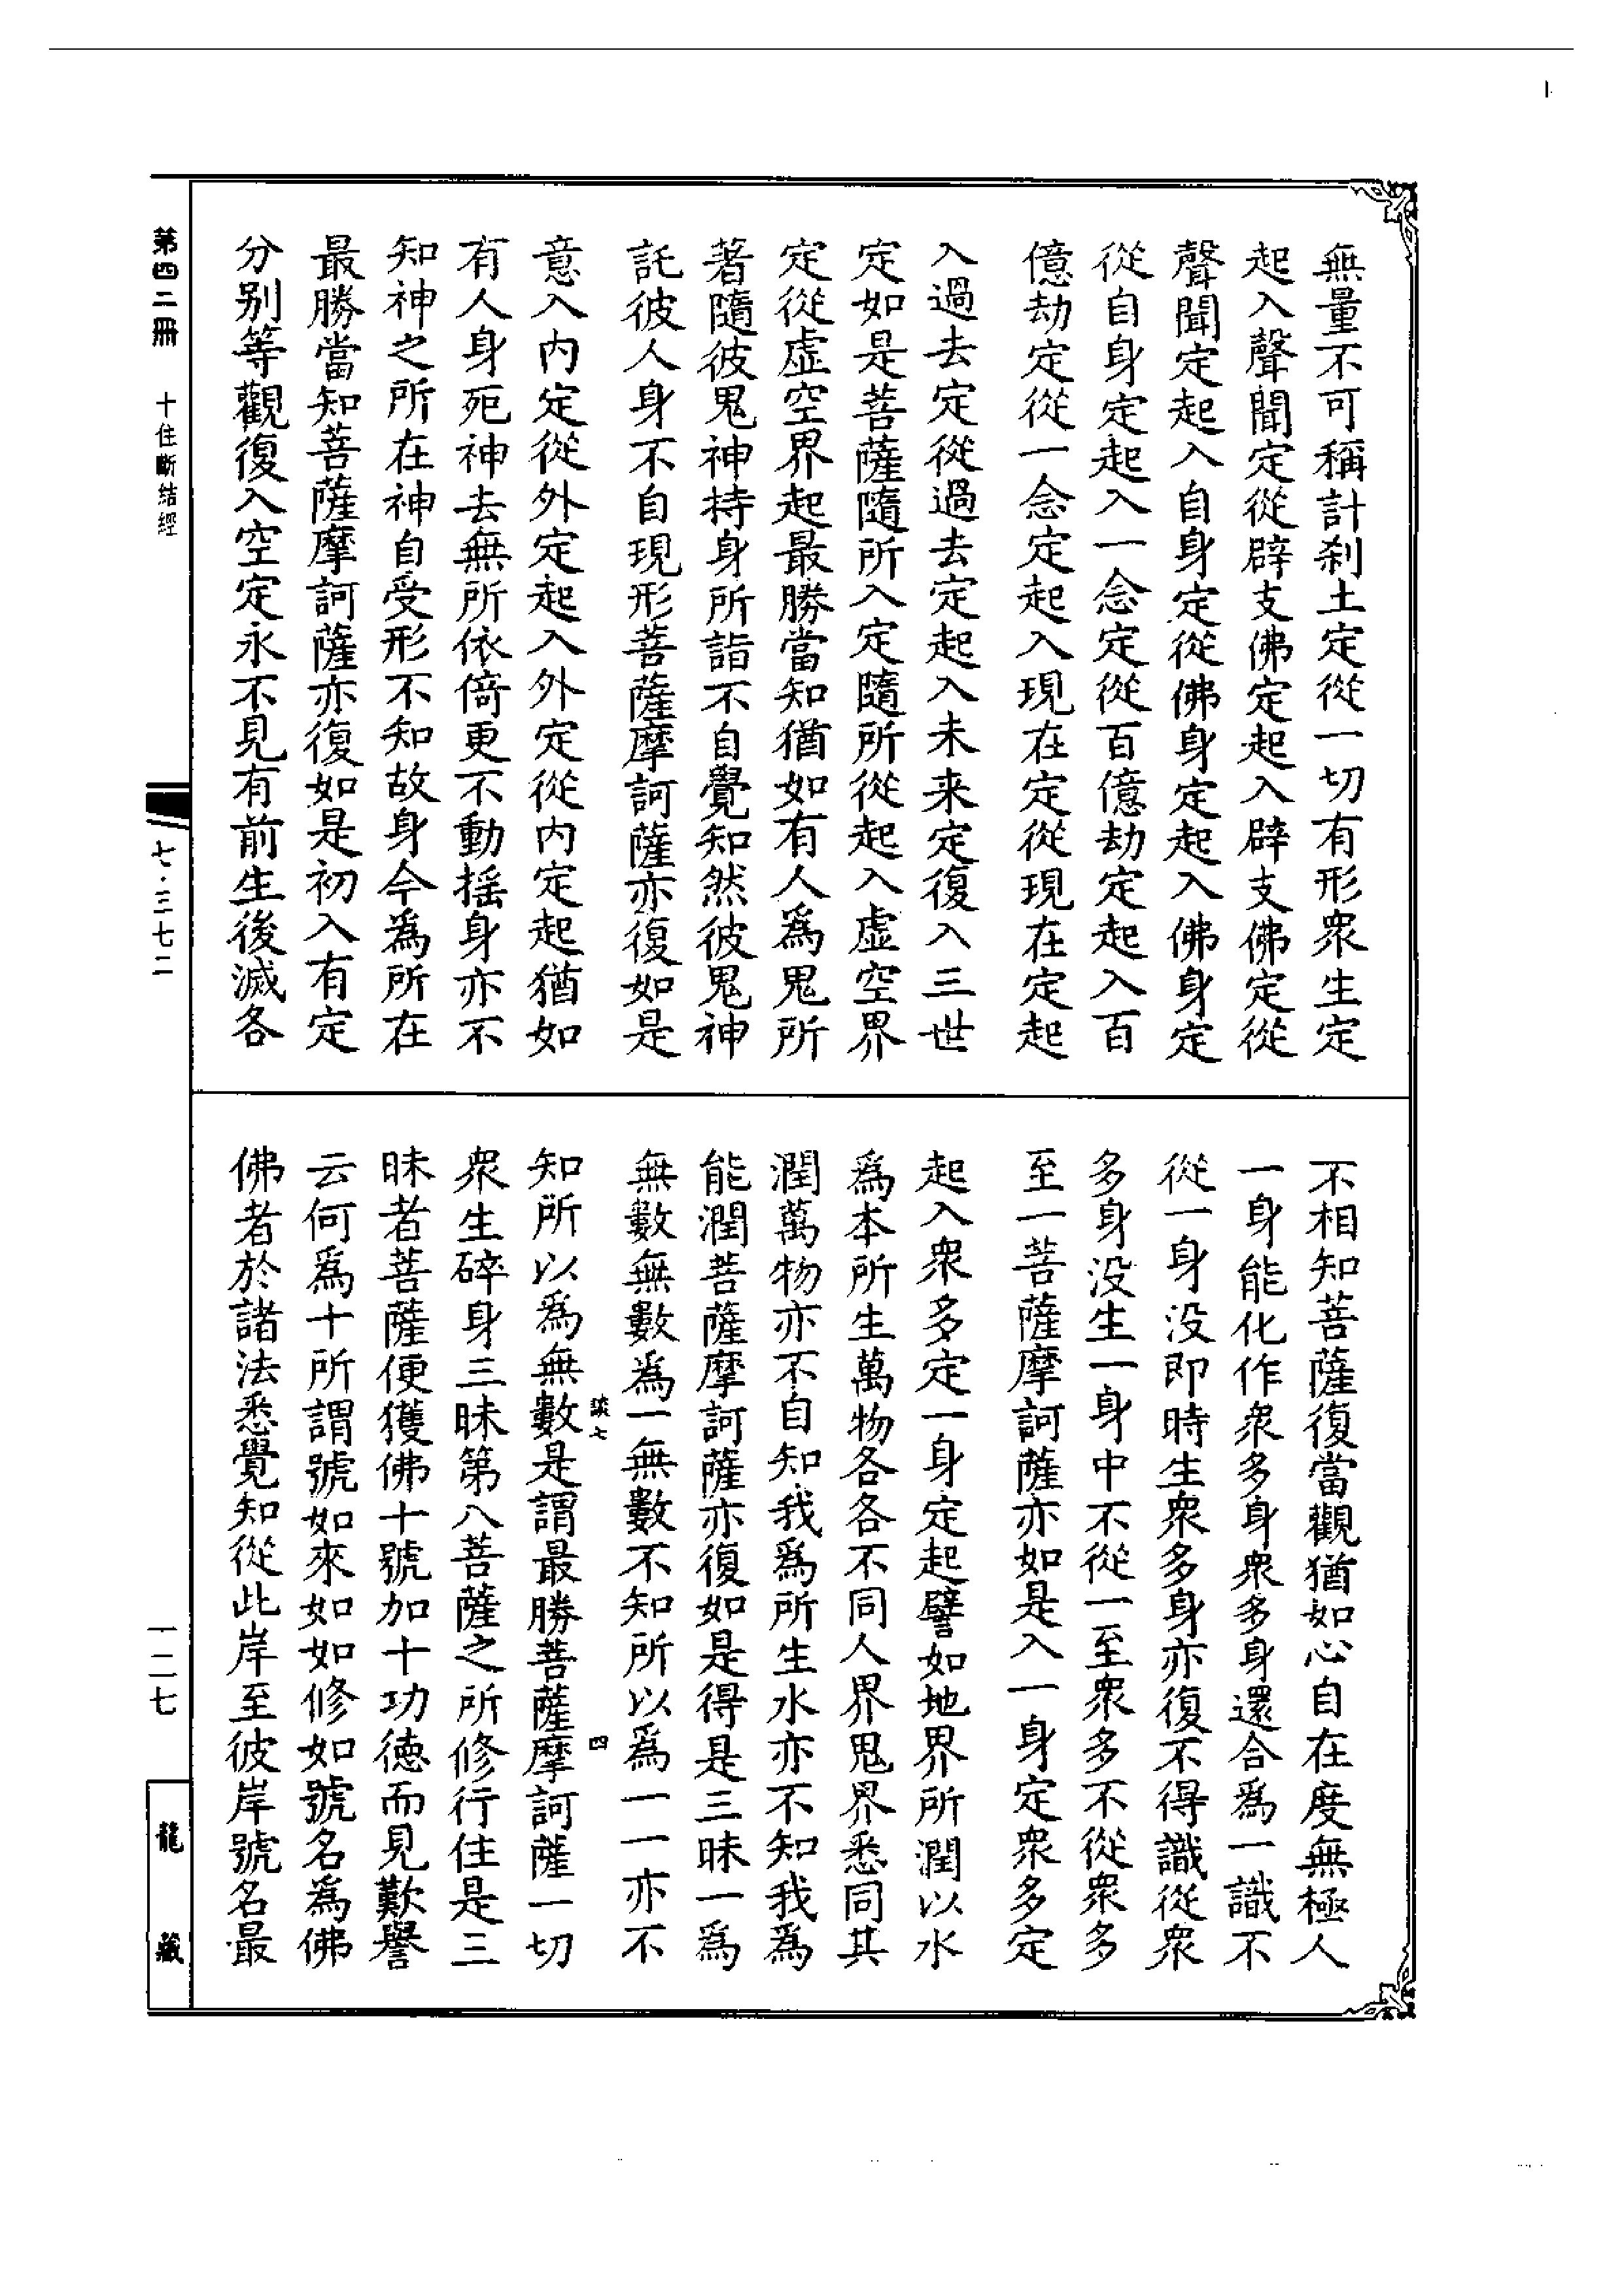 無量不可稱計刹土定從一切有形衆生定
起入聲聞定從辟支佛定起入辟支佛定從
聲聞定起入自身定從佛身定起入佛身定
從自身定起入一念定從百億劫定起入百
億劫定從一念定起入現在定從現在定起
入過去定從過去定起入未来定復入三世
定如是菩薩隨所入定隨所從起入虛空界
定從虛空界起最勝當知猶如有人爲鬼所
著隨彼鬼神持身所詣不自覺知然彼鬼神
託彼人身不自現形菩薩摩訶薩亦復如是
意入内定從外定起入外定從内定起猶如
有人身死神去無所依倚更不動揺身亦不
知神之所在神自受形不知故身今為所在
最勝當知菩薩摩訶薩亦復如是初入有定
分别等觀復入空定永不見有前生後滅各
不相知菩薩復當觀猶如心自在度無極人
一身能化作衆多身衆多身還合爲一識不
從一身没即時生衆多身亦復不得識從衆
多身没生一身中不從一至衆多不從衆多
至一菩薩摩訶薩亦如是入一身定衆多定
起入衆多定一身定起譬如地界所潤以水
爲本所生萬物各各不同人界鬼界悉同其
潤萬物亦不自知我爲所生水亦不知我爲
能潤菩薩摩訶薩亦復如是得是三昧一爲
無數無數爲一無數不知所以爲一一亦不
知所以爲無數是謂最勝菩薩摩訶薩一切
衆生碎身三昧第八菩薩之所修行住是三
昧者菩薩便獲佛十號加十功德而見歎譽
云何爲十所謂號如來如如修如號名為佛
佛者於諸法悉覺知從此岸至彼岸號名最
談七
四
第四二冊
十住斷结經
七·三七二
一二七
龍藏